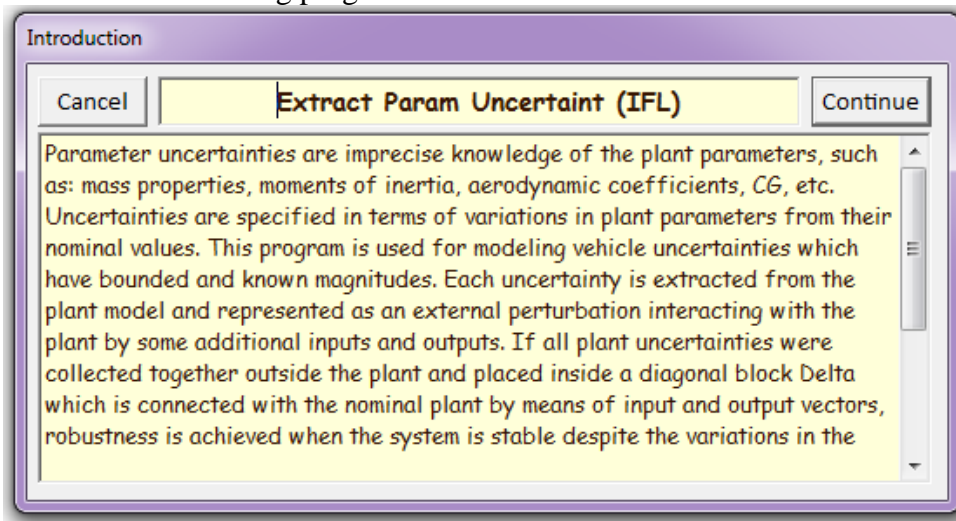 Introduction
Cancel
Extract Param Uncertaint (IFL)
Continue
Parameter uncertainties are imprecise knowledge of the plant parameters, such
as: mass properties, moments of inertia, aerodynamic coefficients, CG, etc.
Uncertainties are specified in terms of variations in plant parameters from their
nominal values. This program is used for modeling vehicle uncertainties which
have bounded and known magnitudes. Each uncertainty is extracted from the
plant model and represented as an external perturbation interacting with the
plant by some additional inputs and outputs. If all plant uncertainties were
collected together outside the plant and placed inside a diagonal block Delta
which is connected with the nominal plant by means of input and output vectors,
robustness is achieved when the system is stable despite the variations in the